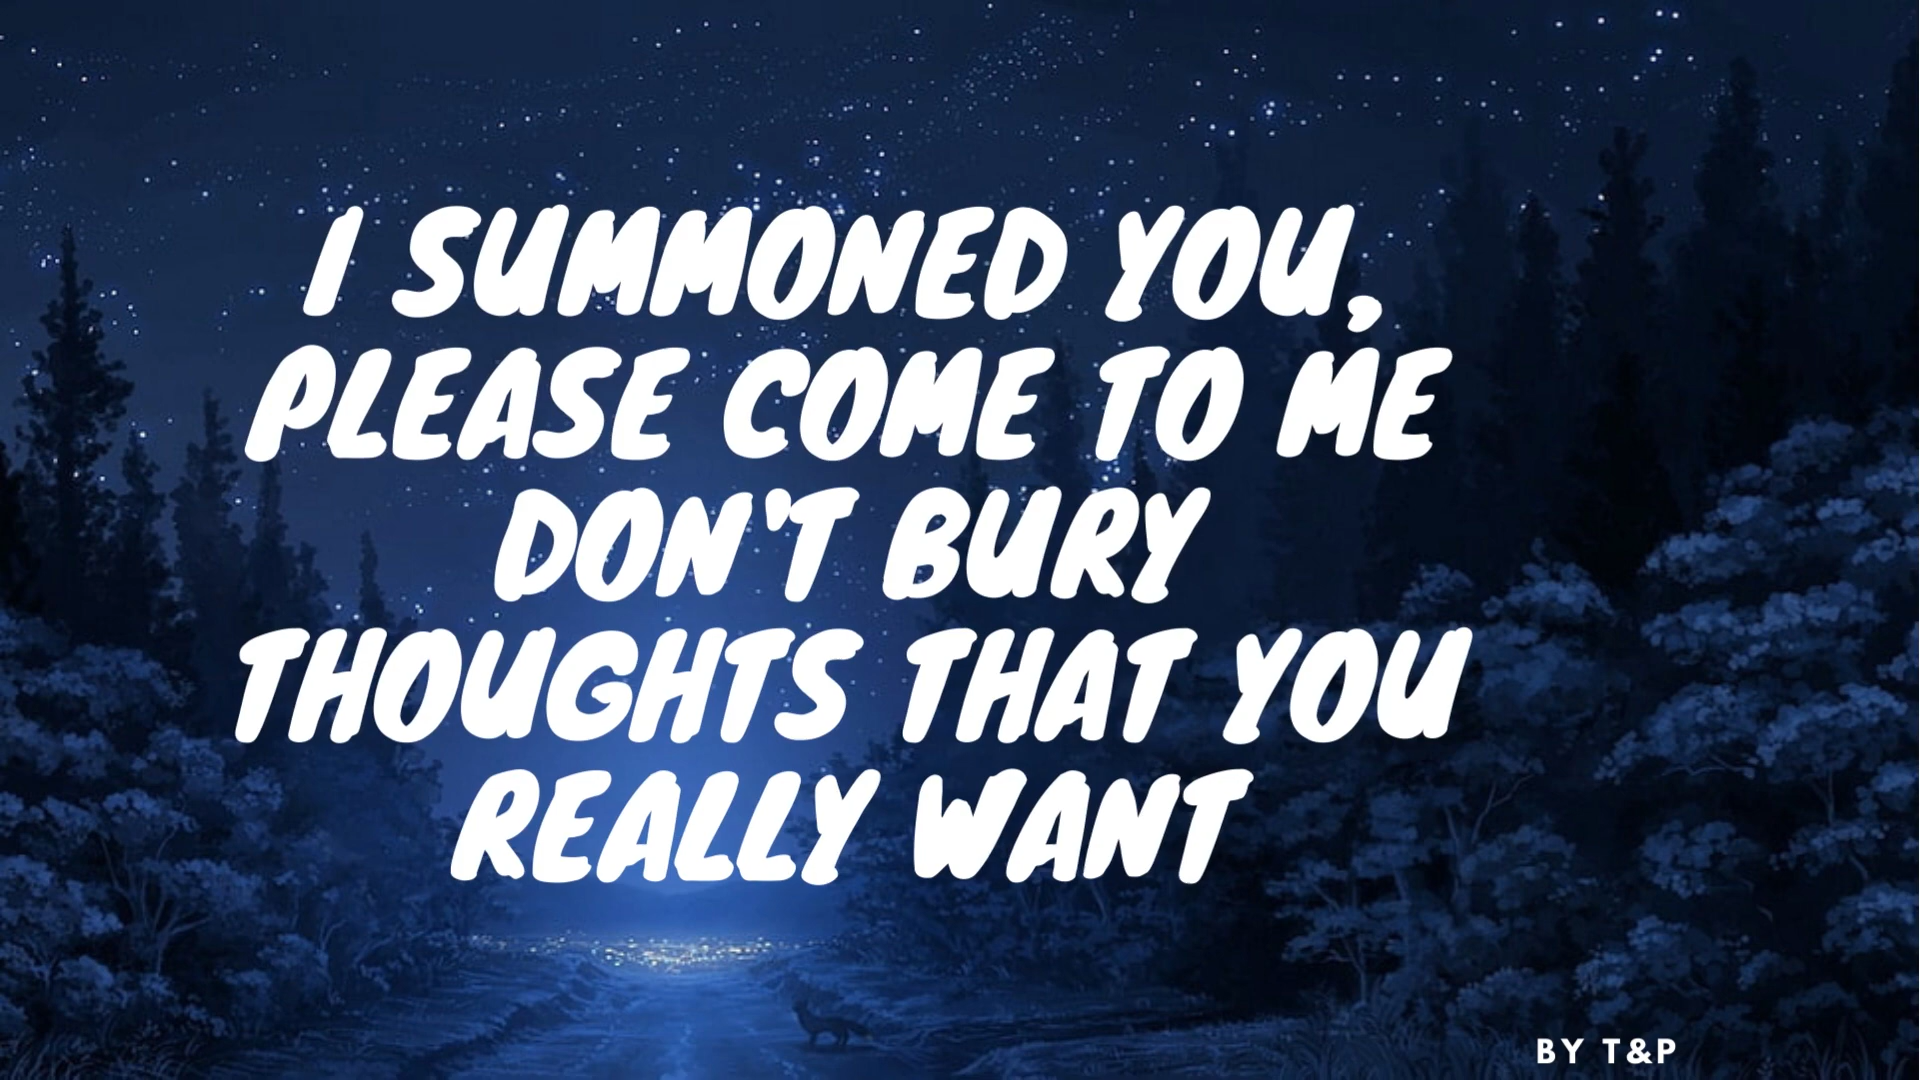 I SUMMONED YOU,
PLEASE COME TO ME
DON'T BURY
THOUGHTS THAT YOU
REALLY WANT
BY T&P